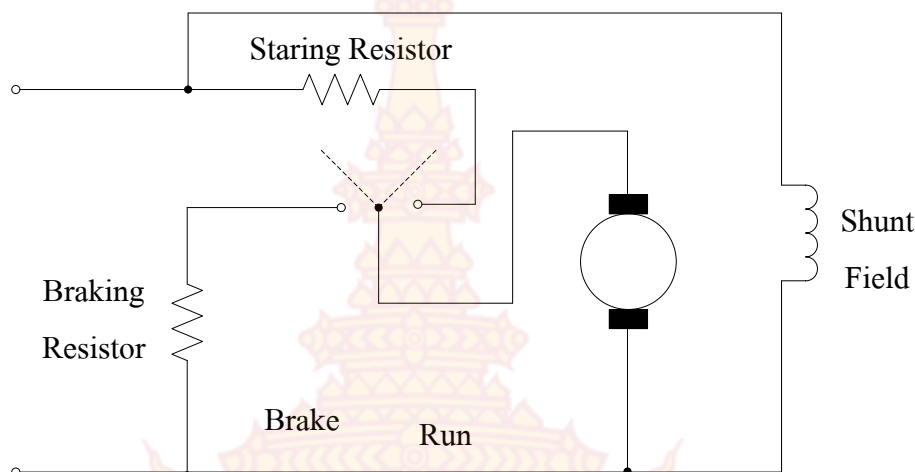 Staring Resistor
Shunt
Field
Braking
Resistor
Brake
Run